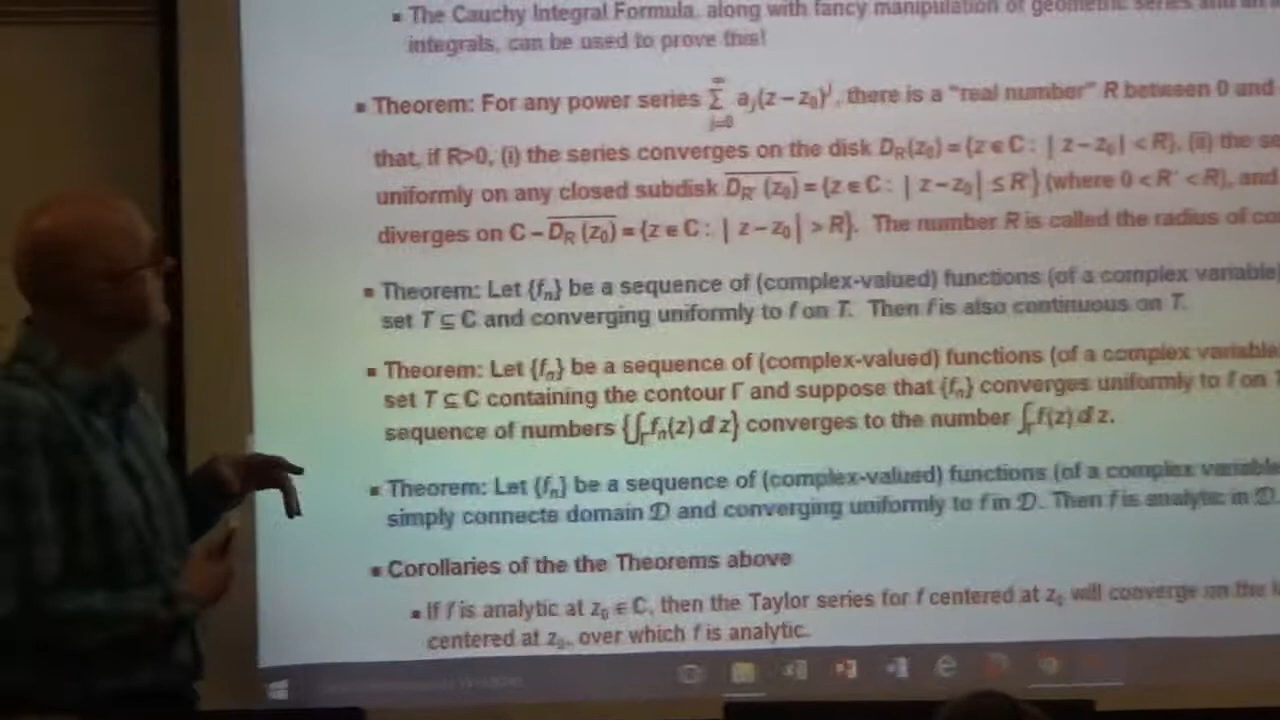 ▪ The Cauchy Integral Formula, along with fancy manipulation of geometric series and
integrals, can be used to prove this!
▪ Theorem: For any power series ∑_{j=0}^{∞} a_j(z−z₀)^j, there is a "real number" R between 0 and
that, if R>0, (i) the series converges on the disk D_R(z₀) = {z ∈ C : | z−z₀| < R}, (ii) the se
uniformly on any closed subdisk \overline{D_{R'}(z₀)} = {z ∈ C : | z−z₀| ≤ R'} (where 0 < R' < R), and
diverges on C − \overline{D_R(z₀)} = {z ∈ C : | z−z₀| > R}. The number R is called the radius of co
▪ Theorem: Let {f_n} be a sequence of (complex-valued) functions (of a complex variable)
set T ⊆ C and converging uniformly to f on T. Then f is also continuous on T.
▪ Theorem: Let {f_n} be a sequence of (complex-valued) functions (of a complex variable
set T ⊆ C containing the contour Γ and suppose that {f_n} converges uniformly to f on T
sequence of numbers {∫_Γ f_n(z) dz} converges to the number ∫_Γ f(z) dz.
▪ Theorem: Let {f_n} be a sequence of (complex-valued) functions (of a complex variable
simply connects domain 𝒟 and converging uniformly to f in 𝒟. Then f is analytic in 𝒟.
▪ Corollaries of the the Theorems above
▪ If f is analytic at z₀ ∈ C, then the Taylor series for f centered at z₀ will converge on the
centered at z₀, over which f is analytic.